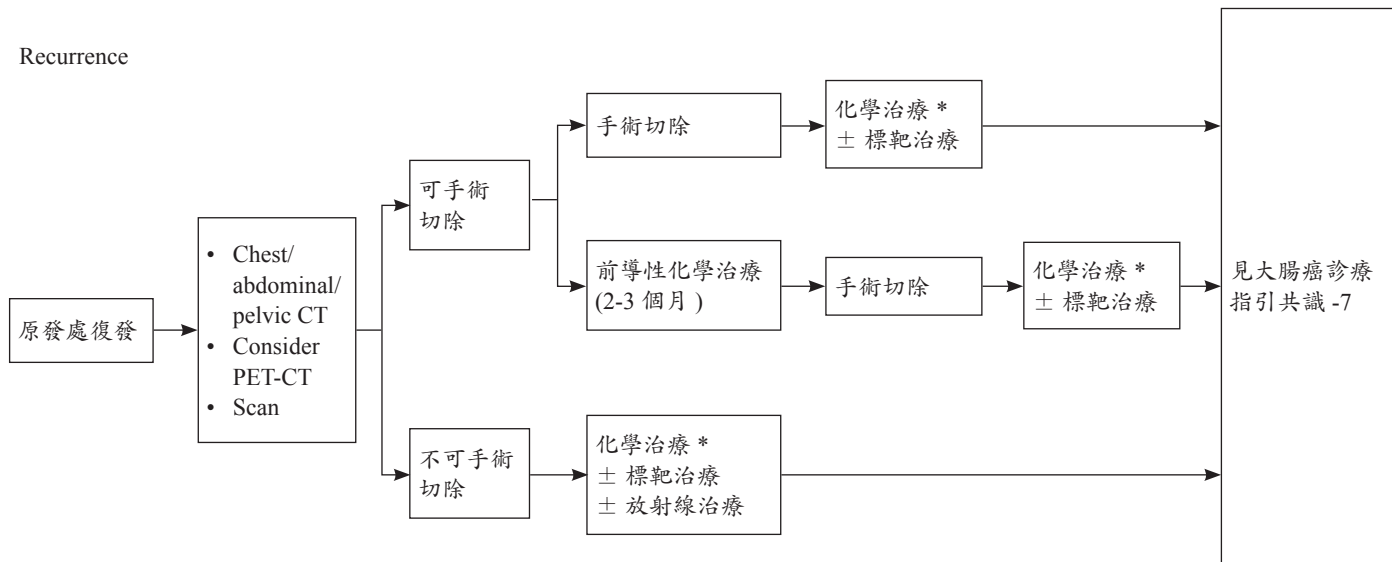 Recurrence
原發處復發
• Chest/
abdominal/
pelvic CT
• Consider
PET-CT
• Scan
可手術
切除
手術切除
化學治療 *
± 標靶治療
前導性化學治療
(2-3 個月 )
手術切除
化學治療 *
± 標靶治療
不可手術
切除
化學治療 *
± 標靶治療
± 放射線治療
見大腸癌診療
指引共識 -7